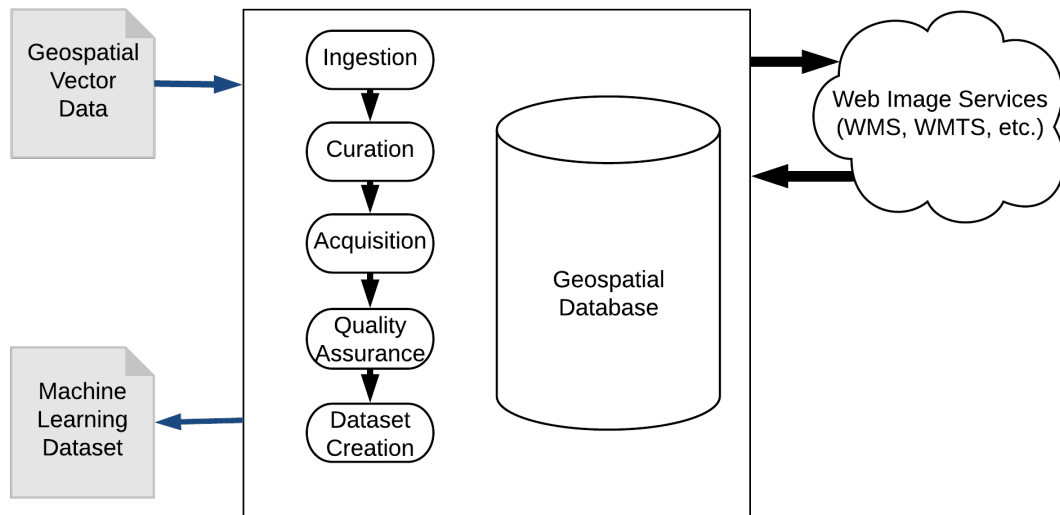 Geospatial
Vector
Data
Ingestion
Curation
Acquisition
Quality
Assurance
Dataset
Creation
Geospatial
Database
Web Image Services
(WMS, WMTS, etc.)
Machine
Learning
Dataset